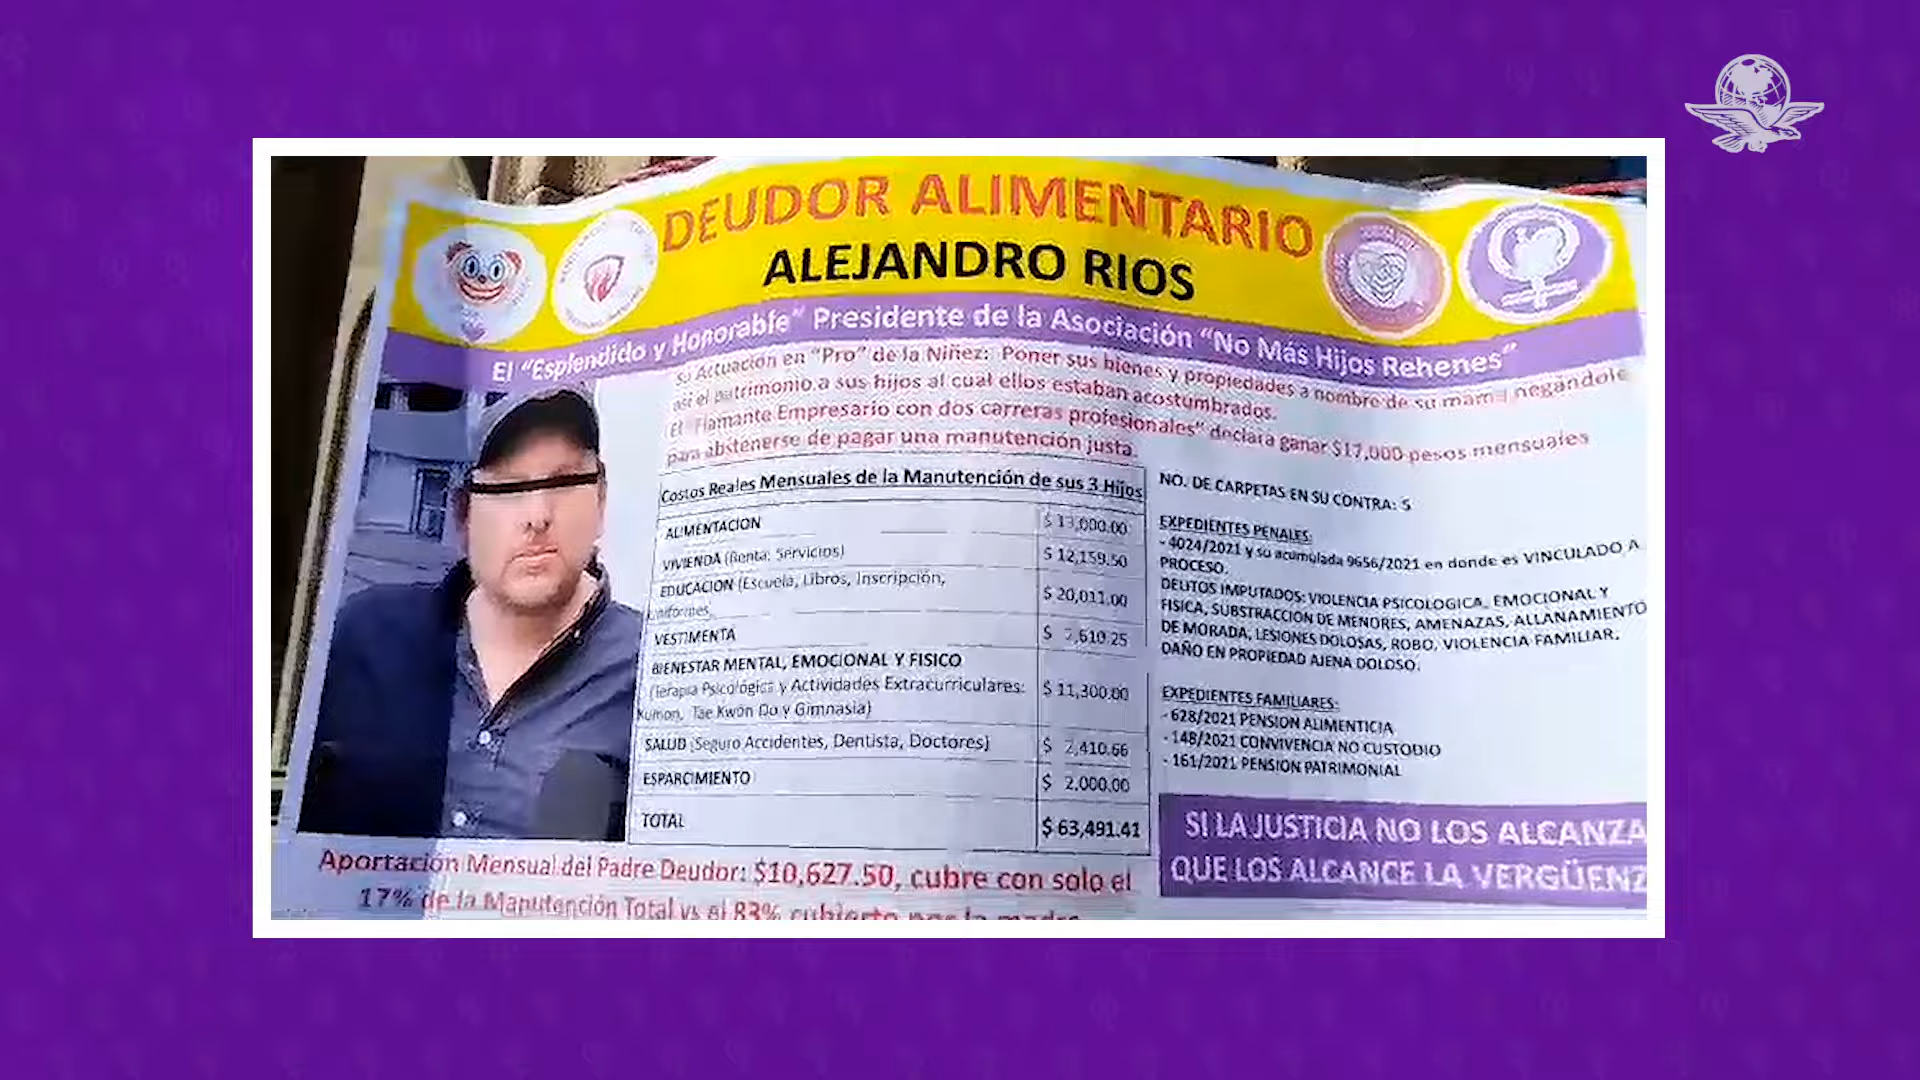 DEUDOR ALIMENTARIO
ALEJANDRO RIOS
El "Esplendido y Honorable" Presidente de la Asociación "No Más Hijos Rehenes"
Su Actuación en "Pro" de la Niñez: Poner sus bienes y propiedades a nombre de su mamá negándole
así el patrimonio a sus hijos al cual ellos estaban acostumbrados.
El "Flamante Empresario con dos carreras profesionales" declara ganar $17,000 pesos mensuales
para abstenerse de pagar una manutención justa.
Costos Reales Mensuales de la Manutención de sus 3 Hijos
ALIMENTACION $ 13,000.00
VIVIENDA (Renta, Servicios) $ 12,159.50
EDUCACION (Escuela, Libros, Inscripción, $ 20,011.00
Uniformes
VESTIMENTA $ 2,610.25
BIENESTAR MENTAL, EMOCIONAL Y FISICO
(Terapia Psicológica y Actividades Extracurriculares: $ 11,300.00
Kumon, Tae Kwon Do y Gimnasia)
SALUD (Seguro Accidentes, Dentista, Doctores) $ 2,410.66
ESPARCIMIENTO $ 2,000.00
TOTAL $ 63,491.41
Aportación Mensual del Padre Deudor: $10,627.50, cubre con solo el
17% de la Manutención Total vs el 83% cubierto por la madre
NO. DE CARPETAS EN SU CONTRA: 5
EXPEDIENTES PENALES:
- 4024/2021 y su acumulada 9656/2021 en donde es VINCULADO A
PROCESO.
DELITOS IMPUTADOS: VIOLENCIA PSICOLOGICA, EMOCIONAL Y
FISICA, SUBSTRACCION DE MENORES, AMENAZAS, ALLANAMIENTO
DE MORADA, LESIONES DOLOSAS, ROBO, VIOLENCIA FAMILIAR.
DAÑO EN PROPIEDAD AJENA DOLOSO.
EXPEDIENTES FAMILIARES:
- 628/2021 PENSION ALIMENTICIA
- 148/2021 CONVIVENCIA NO CUSTODIO
- 161/2021 PENSION PATRIMONIAL
SI LA JUSTICIA NO LOS ALCANZA
QUE LOS ALCANCE LA VERGÜENZ